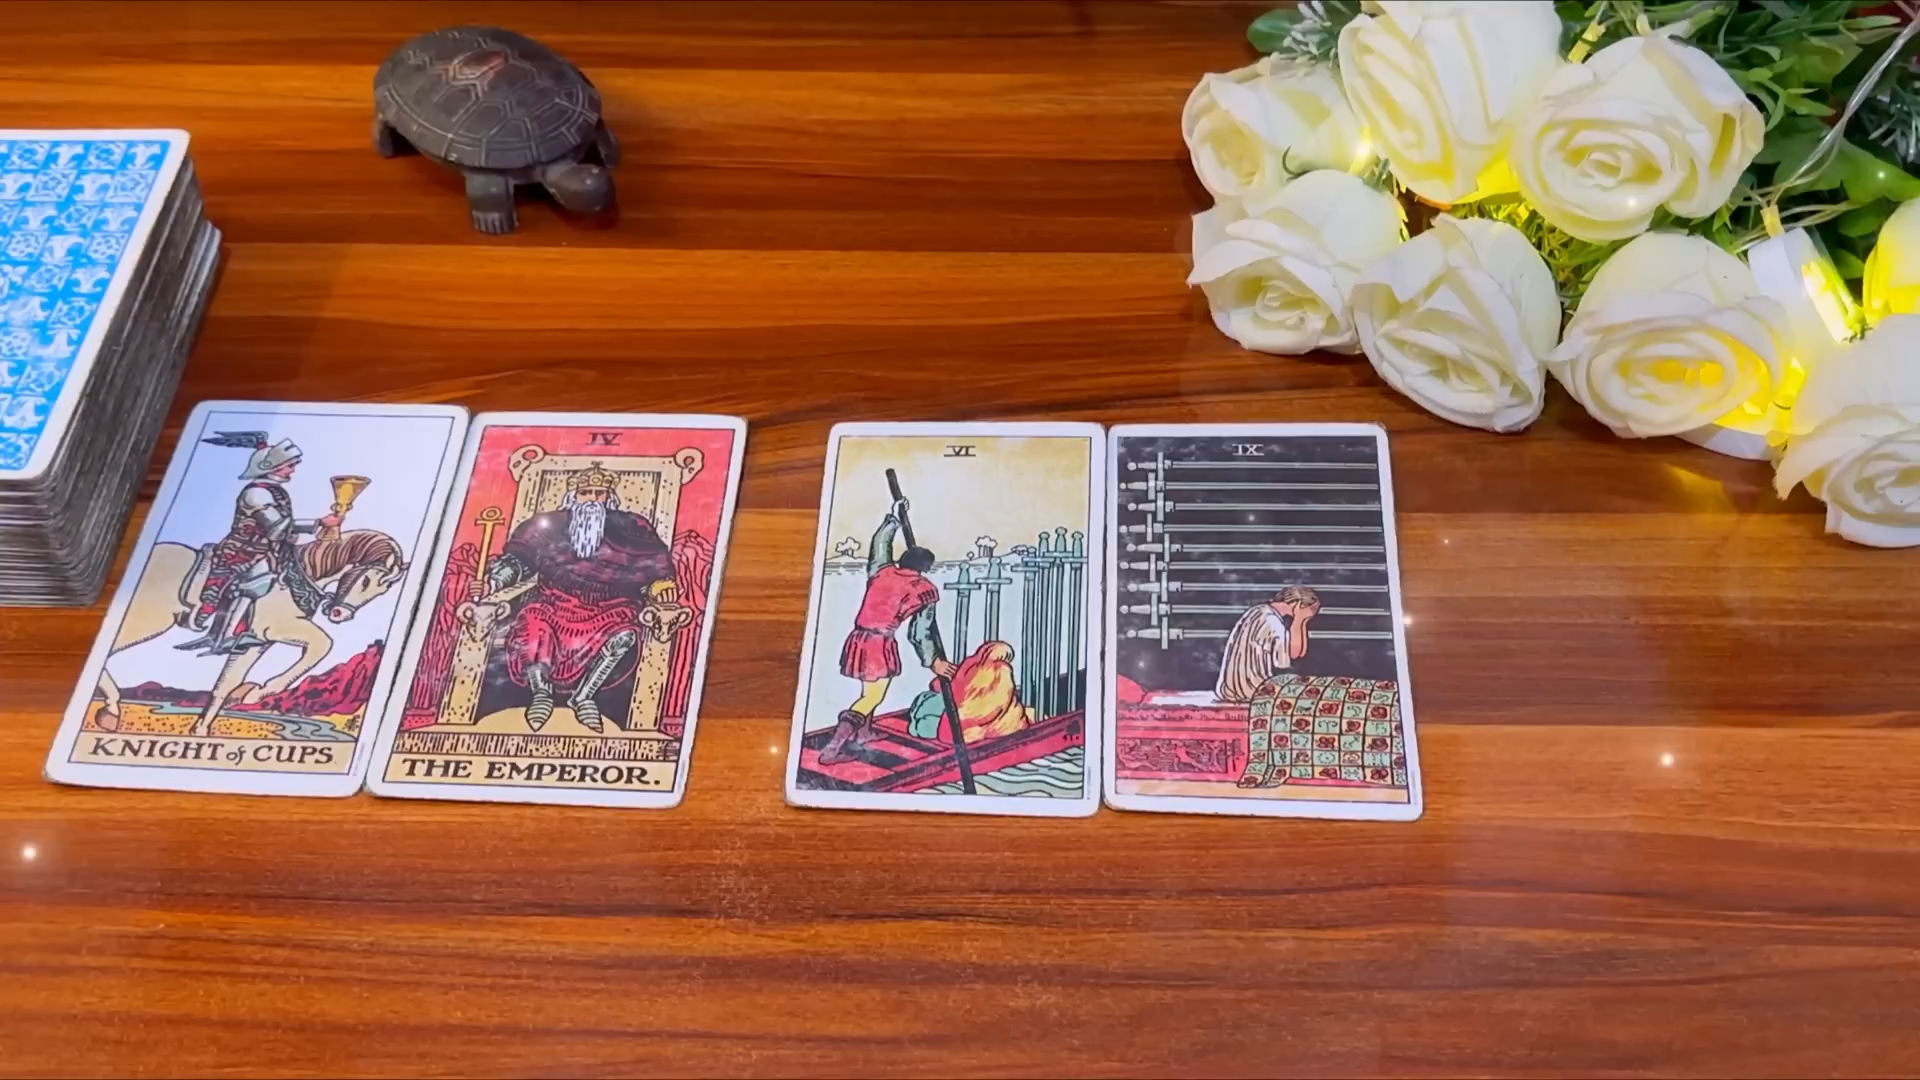 KNIGHT of CUPS.
IV
THE EMPEROR.
VI
IX